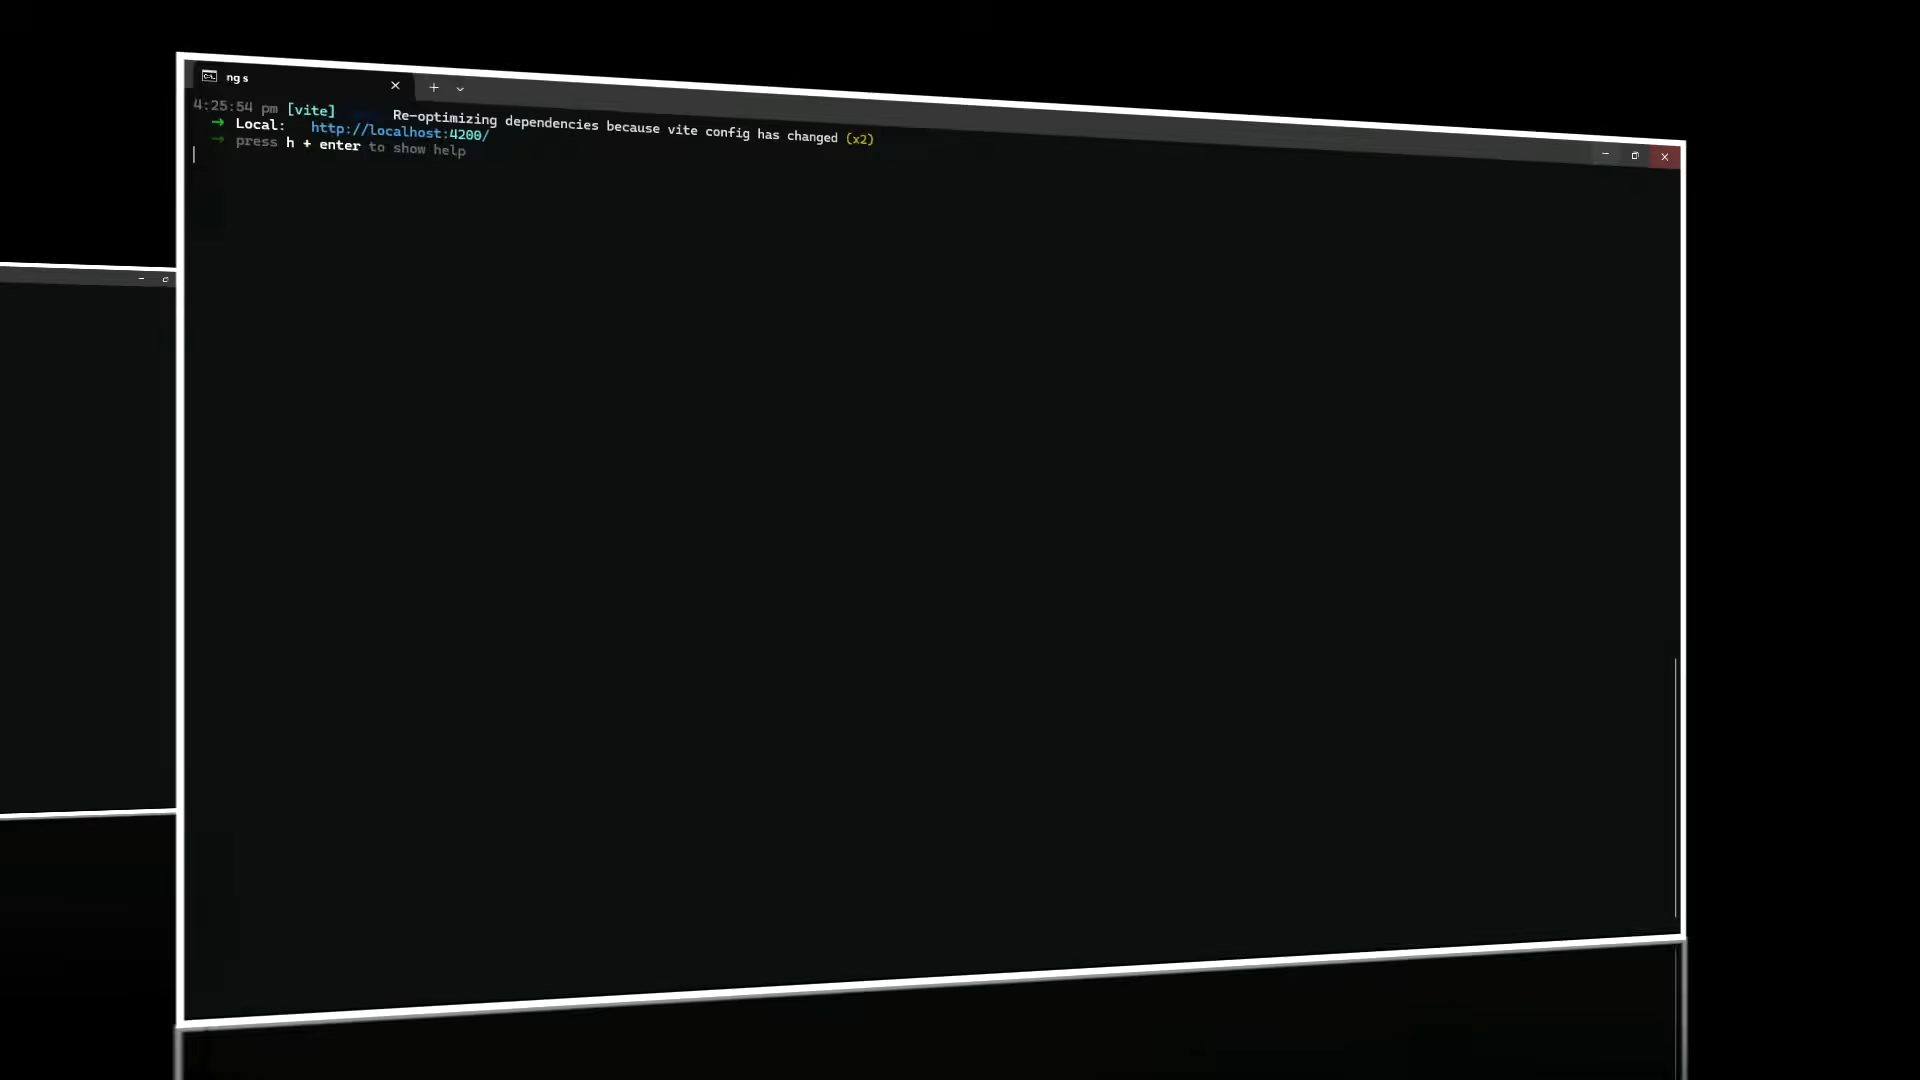 ng s
4:25:54 pm [vite] Re-optimizing dependencies because vite config has changed (x2)
→ Local: http://localhost:4200/
→ press h + enter to show help